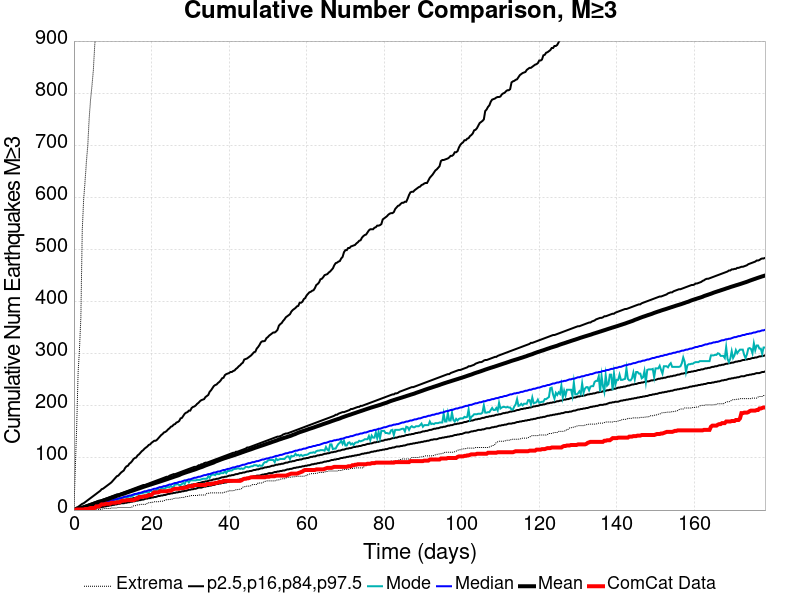 Cumulative Number Comparison, M≥3
Cumulative Num Earthquakes M≥3
900
800
700
600
500
400
300
200
100
0
0 20 40 60 80 100 120 140 160
Time (days)
Extrema p2.5,p16,p84,p97.5 Mode Median Mean ComCat Data